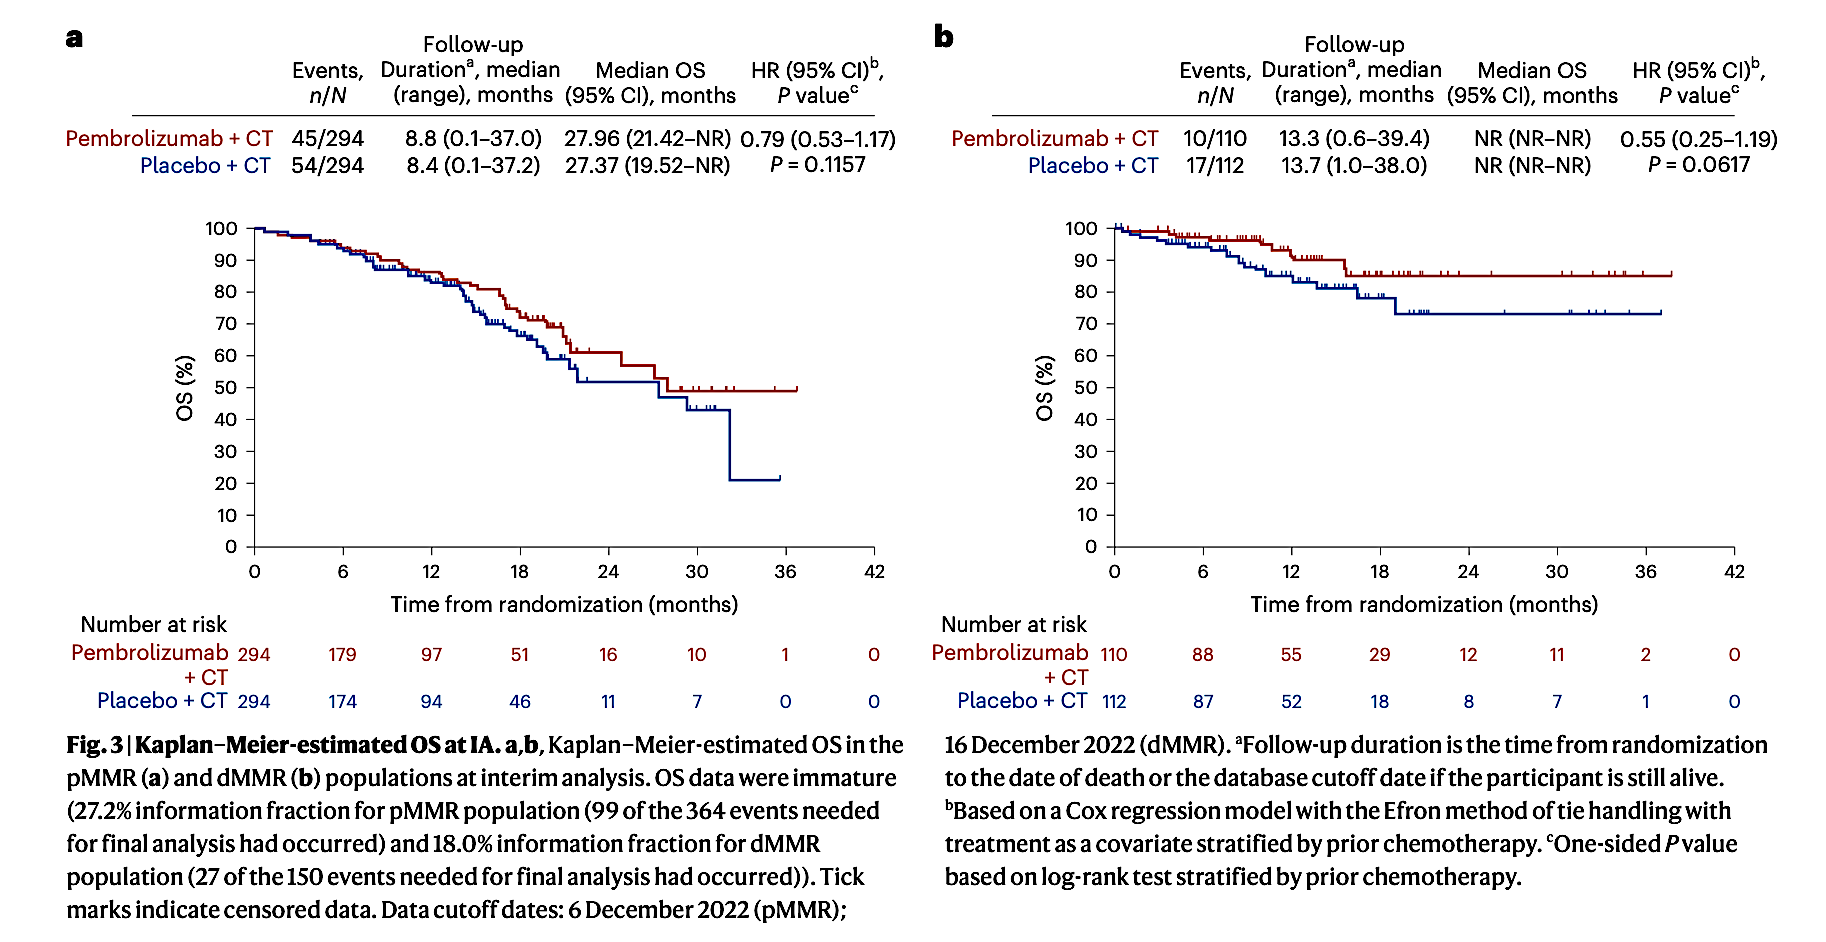 a
Follow-up
Events, Durationᵃ, median Median OS HR (95% CI)ᵇ,
n/N (range), months (95% CI), months P valueᶜ
Pembrolizumab + CT 45/294 8.8 (0.1–37.0) 27.96 (21.42–NR) 0.79 (0.53–1.17)
Placebo + CT 54/294 8.4 (0.1–37.2) 27.37 (19.52–NR) P = 0.1157
100
90
80
70
60
50
40
30
20
10
0
OS (%)
0 6 12 18 24 30 36 42
Time from randomization (months)
Number at risk
Pembrolizumab 294 179 97 51 16 10 1 0
+ CT
Placebo + CT 294 174 94 46 11 7 0 0
b
Follow-up
Events, Durationᵃ, median Median OS HR (95% CI)ᵇ,
n/N (range), months (95% CI), months P valueᶜ
Pembrolizumab + CT 10/110 13.3 (0.6–39.4) NR (NR–NR) 0.55 (0.25–1.19)
Placebo + CT 17/112 13.7 (1.0–38.0) NR (NR–NR) P = 0.0617
100
90
80
70
60
50
40
30
20
10
0
OS (%)
0 6 12 18 24 30 36 42
Time from randomization (months)
Number at risk
Pembrolizumab 110 88 55 29 12 11 2 0
+ CT
Placebo + CT 112 87 52 18 8 7 1 0
Fig. 3 | Kaplan–Meier-estimated OS at IA. a,b, Kaplan–Meier-estimated OS in the
pMMR (a) and dMMR (b) populations at interim analysis. OS data were immature
(27.2% information fraction for pMMR population (99 of the 364 events needed
for final analysis had occurred) and 18.0% information fraction for dMMR
population (27 of the 150 events needed for final analysis had occurred)). Tick
marks indicate censored data. Data cutoff dates: 6 December 2022 (pMMR);
16 December 2022 (dMMR). ᵃFollow-up duration is the time from randomization
to the date of death or the database cutoff date if the participant is still alive.
ᵇBased on a Cox regression model with the Efron method of tie handling with
treatment as a covariate stratified by prior chemotherapy. ᶜOne-sided P value
based on log-rank test stratified by prior chemotherapy.